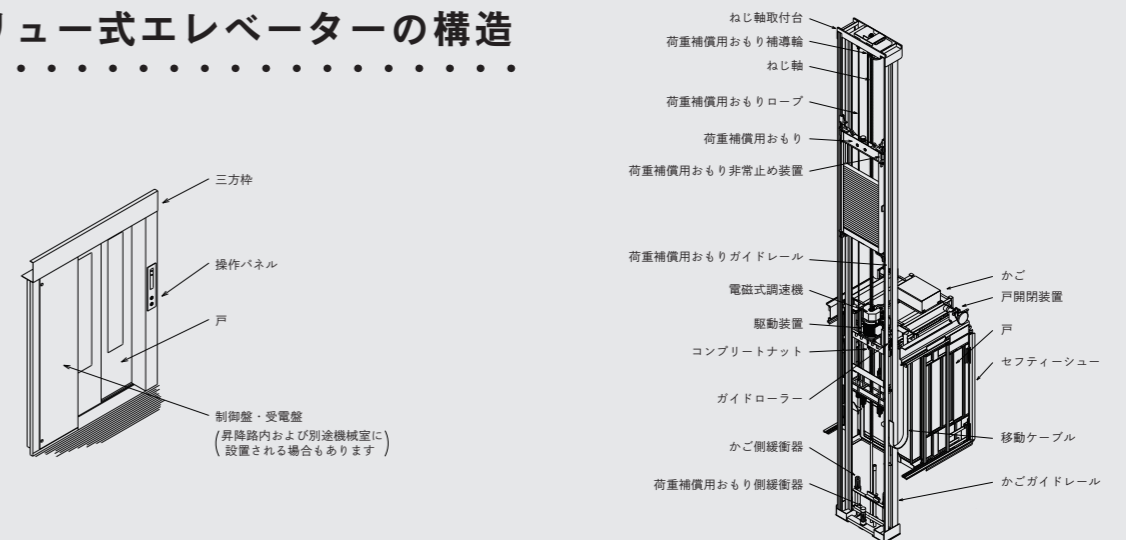 リュー式エレベーターの構造
三方枠
操作パネル
戸
制御盤・受電盤
(昇降路内および別途機械室に
設置される場合もあります)
ねじ軸取付台
荷重補償用おもり補導輪
ねじ軸
荷重補償用おもりロープ
荷重補償用おもり
荷重補償用おもり非常止め装置
荷重補償用おもりガイドレール
電磁式調速機
駆動装置
コンプリートナット
ガイドローラー
かご側緩衝器
荷重補償用おもり側緩衝器
かご
戸開閉装置
戸
セフティーシュー
移動ケーブル
かごガイドレール